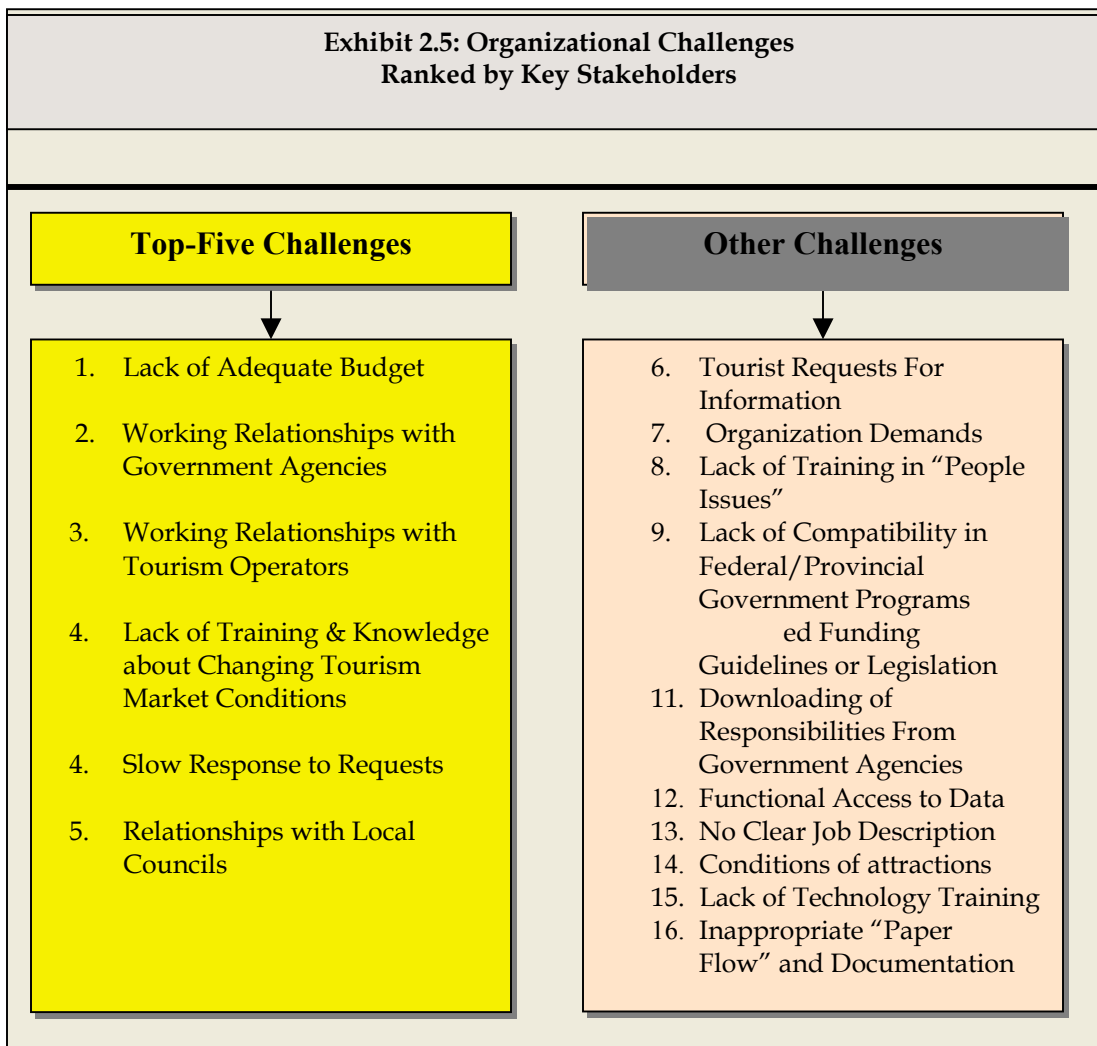 Exhibit 2.5: Organizational Challenges
Ranked by Key Stakeholders
Top-Five Challenges
1. Lack of Adequate Budget
2. Working Relationships with
Government Agencies
3. Working Relationships with
Tourism Operators
4. Lack of Training & Knowledge
about Changing Tourism
Market Conditions
4. Slow Response to Requests
5. Relationships with Local
Councils
Other Challenges
6. Tourist Requests For
Information
7. Organization Demands
8. Lack of Training in “People
Issues”
9. Lack of Compatibility in
Federal/Provincial
Government Programs
ed Funding
Guidelines or Legislation
11. Downloading of
Responsibilities From
Government Agencies
12. Functional Access to Data
13. No Clear Job Description
14. Conditions of attractions
15. Lack of Technology Training
16. Inappropriate “Paper
Flow” and Documentation